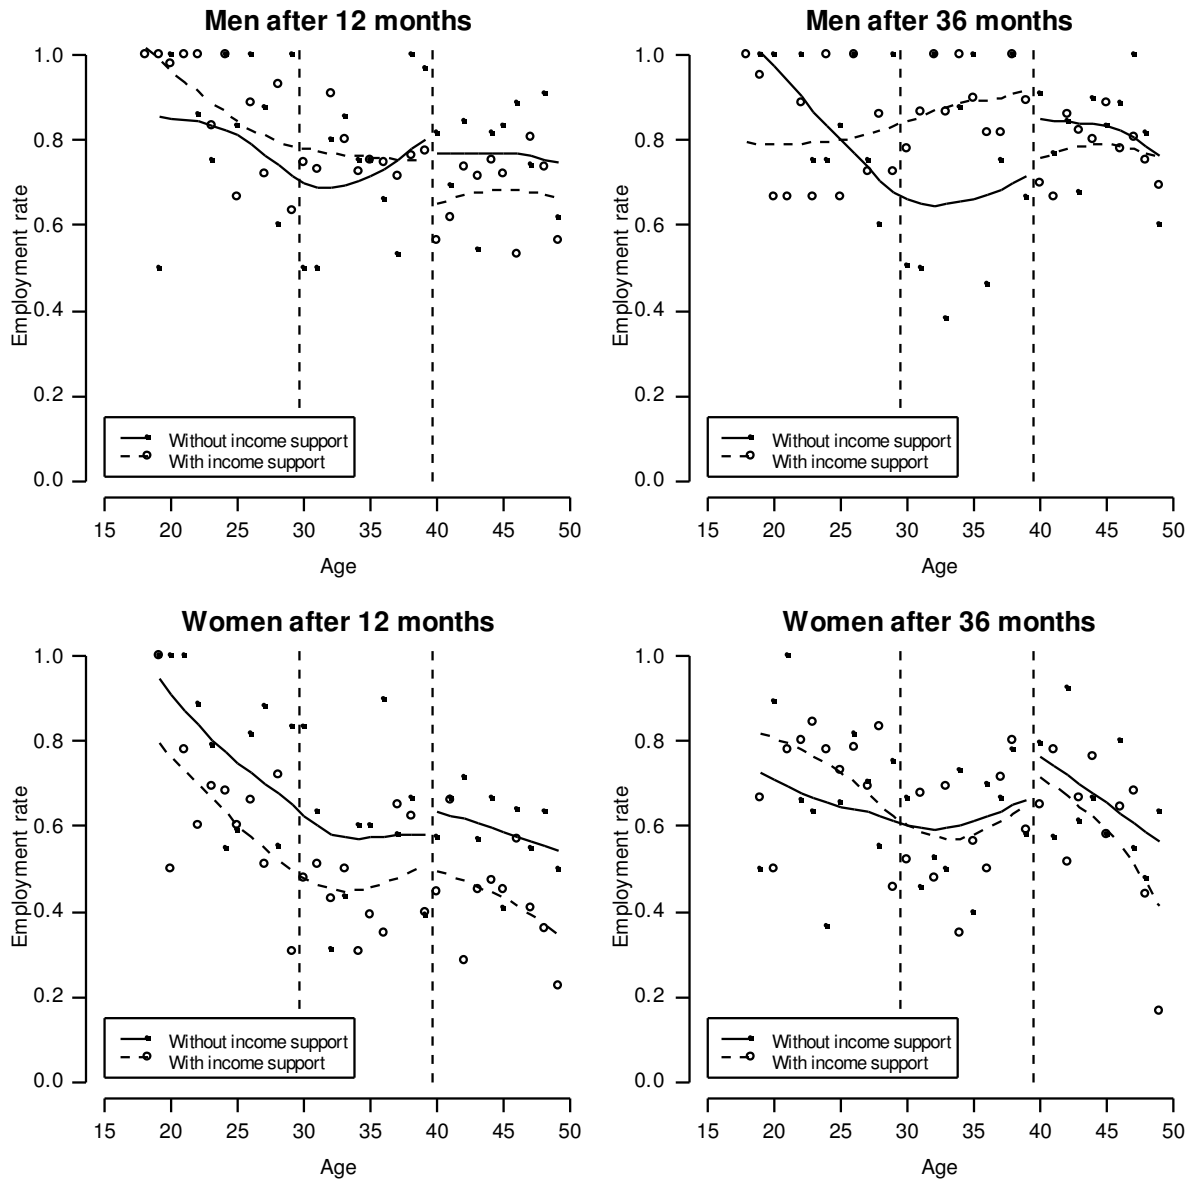 Men after 12 months
1.0
0.8
0.6
0.4
0.2
0.0
Employment rate
Without income support
With income support
15 20 25 30 35 40 45 50
Age
Men after 36 months
1.0
0.8
0.6
0.4
0.2
0.0
Employment rate
Without income support
With income support
15 20 25 30 35 40 45 50
Age
Women after 12 months
1.0
0.8
0.6
0.4
0.2
0.0
Employment rate
Without income support
With income support
15 20 25 30 35 40 45 50
Age
Women after 36 months
1.0
0.8
0.6
0.4
0.2
0.0
Employment rate
Without income support
With income support
15 20 25 30 35 40 45 50
Age